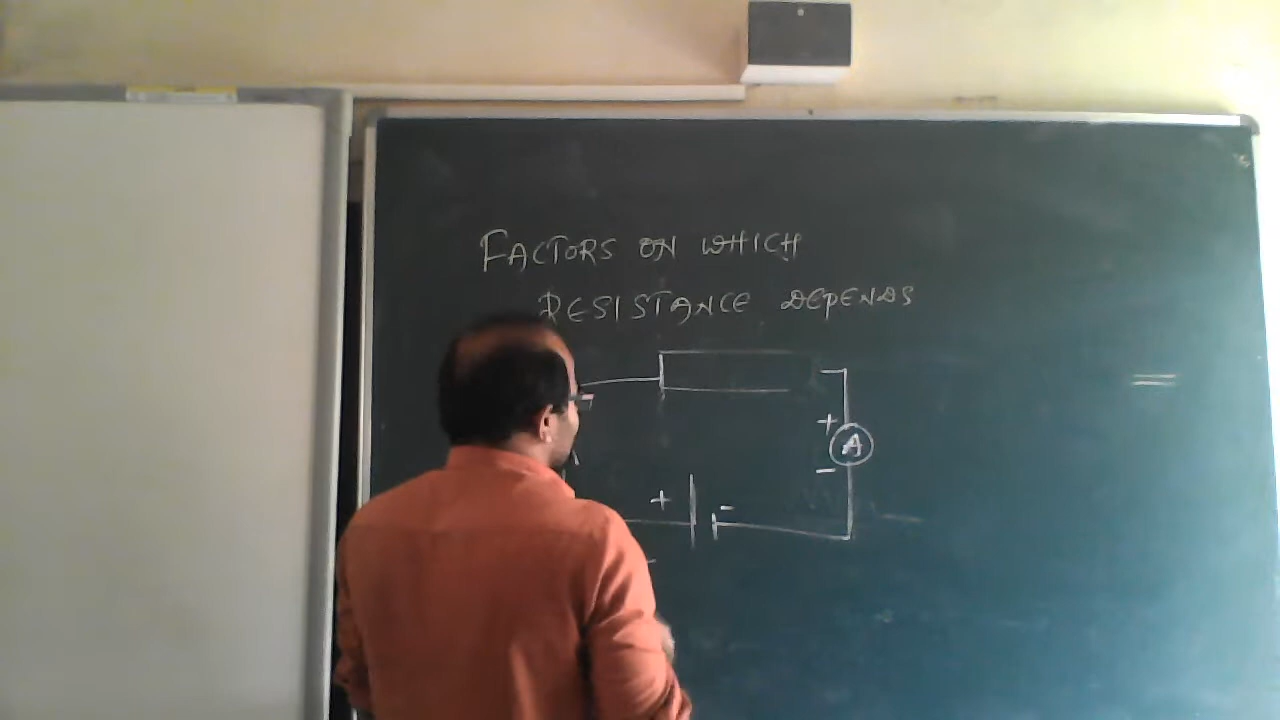 FACTORS ON WHICH
RESISTANCE DEPENDS
+
A
-
+ -